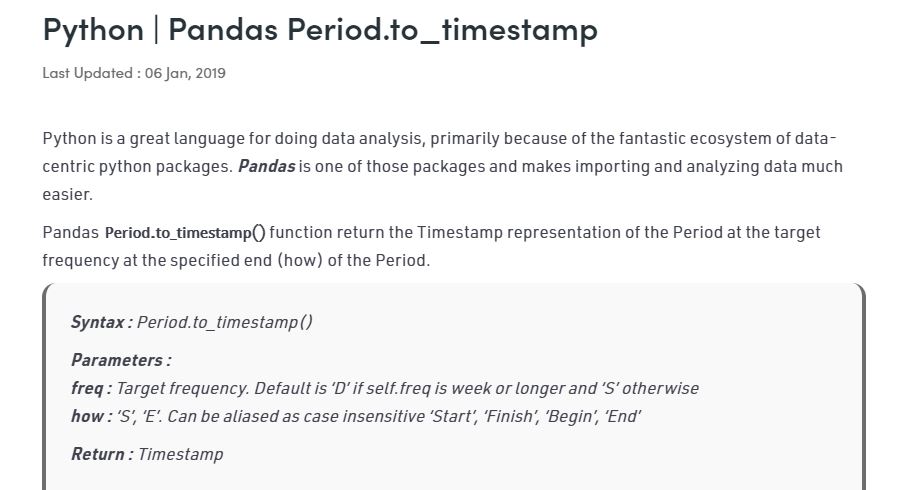 Python | Pandas Period.to_timestamp
Last Updated : 06 Jan, 2019
Python is a great language for doing data analysis, primarily because of the fantastic ecosystem of data-
centric python packages. Pandas is one of those packages and makes importing and analyzing data much
easier.
Pandas Period.to_timestamp() function return the Timestamp representation of the Period at the target
frequency at the specified end (how) of the Period.
Syntax : Period.to_timestamp()
Parameters :
freq : Target frequency. Default is ‘D’ if self.freq is week or longer and ‘S’ otherwise
how : ‘S’, ‘E’. Can be aliased as case insensitive ‘Start’, ‘Finish’, ‘Begin’, ‘End’
Return : Timestamp